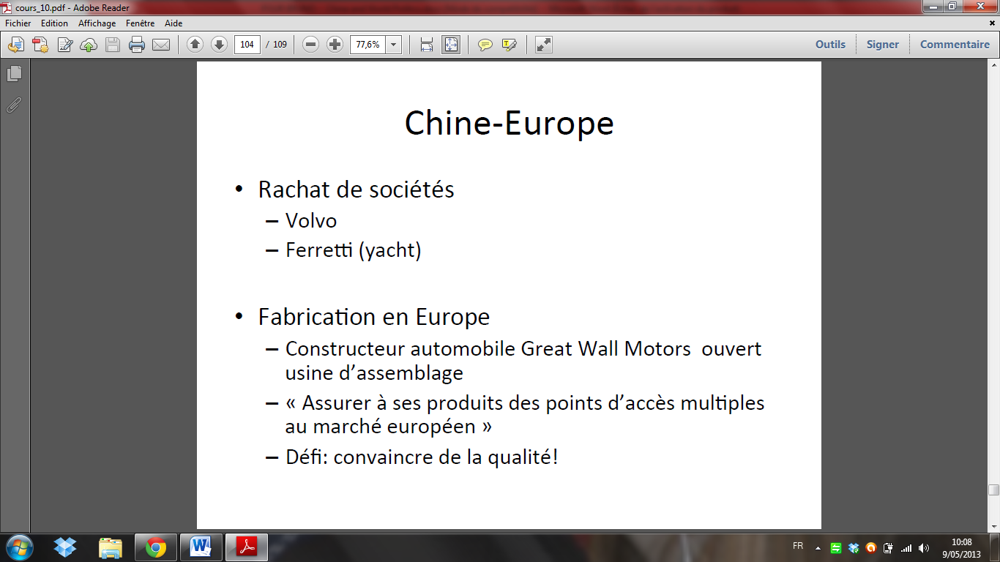 cours_10.pdf - Adobe Reader
Fichier Edition Affichage Fenêtre Aide
104 / 109 77,6% Outils Signer Commentaire
Chine-Europe
• Rachat de sociétés
– Volvo
– Ferretti (yacht)
• Fabrication en Europe
– Constructeur automobile Great Wall Motors ouvert
usine d’assemblage
– « Assurer à ses produits des points d’accès multiples
au marché européen »
– Défi: convaincre de la qualité!
FR
10:08
9/05/2013